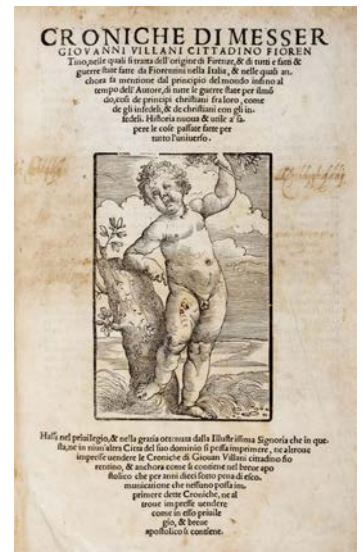 CRONICHE DI MESSER
GIOVANNI VILLANI CITTADINO FIOREN
Tino, nelle quali si tratta dell'origine di Firenze, & di tutti e fatti &
guerre state fatte da Fiorentini nella Italia, & nelle quali an-
chora fa mentione dal principio del mondo infino al
tempo dell'Autore, di tutte le guerre state per ilmō
do, cosi de principi christiani fra loro, come
de gli infedeli, & de christiani con gli in-
fedeli. Historia nuoua & utile a' sa-
pere le cose passate fatte per
tutto l'uniuerso.
Hassi nel priuilegio, & nella gratia ottenuta dalla Illustrissima Signoria che in que-
sta, ne in niun'altra Citta del suo dominio si possa imprimere, ne altroue
impresse uendere le Croniche di Giouan Villani cittadino fio
rentino, & anchora come si contiene nel breue apo
stolico che per anni dieci sotto pena di esco.
municatione che nessuno possa im-
primere dette Croniche, ne al
troue impresse uendere
come in esso priuile
gio, & breue
apostolico si contiene.